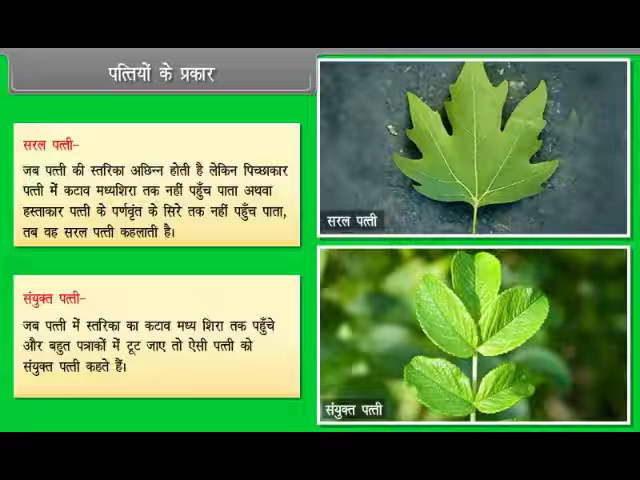 पत्तियों के प्रकार
सरल पत्ती-
जब पत्ती की स्तरिका अछिन्न होती है लेकिन पिच्छाकार
पत्ती में कटाव मध्यशिरा तक नहीं पहुँच पाता अथवा
हस्ताकार पत्ती के पर्णवृंत के सिरे तक नहीं पहुँच पाता,
तब वह सरल पत्ती कहलाती है।
सरल पत्ती
संयुक्त पत्ती-
जब पत्ती में स्तरिका का कटाव मध्य शिरा तक पहुँचे
और बहुत पत्राकों में टूट जाए तो ऐसी पत्ती को
संयुक्त पत्ती कहते हैं।
संयुक्त पत्ती